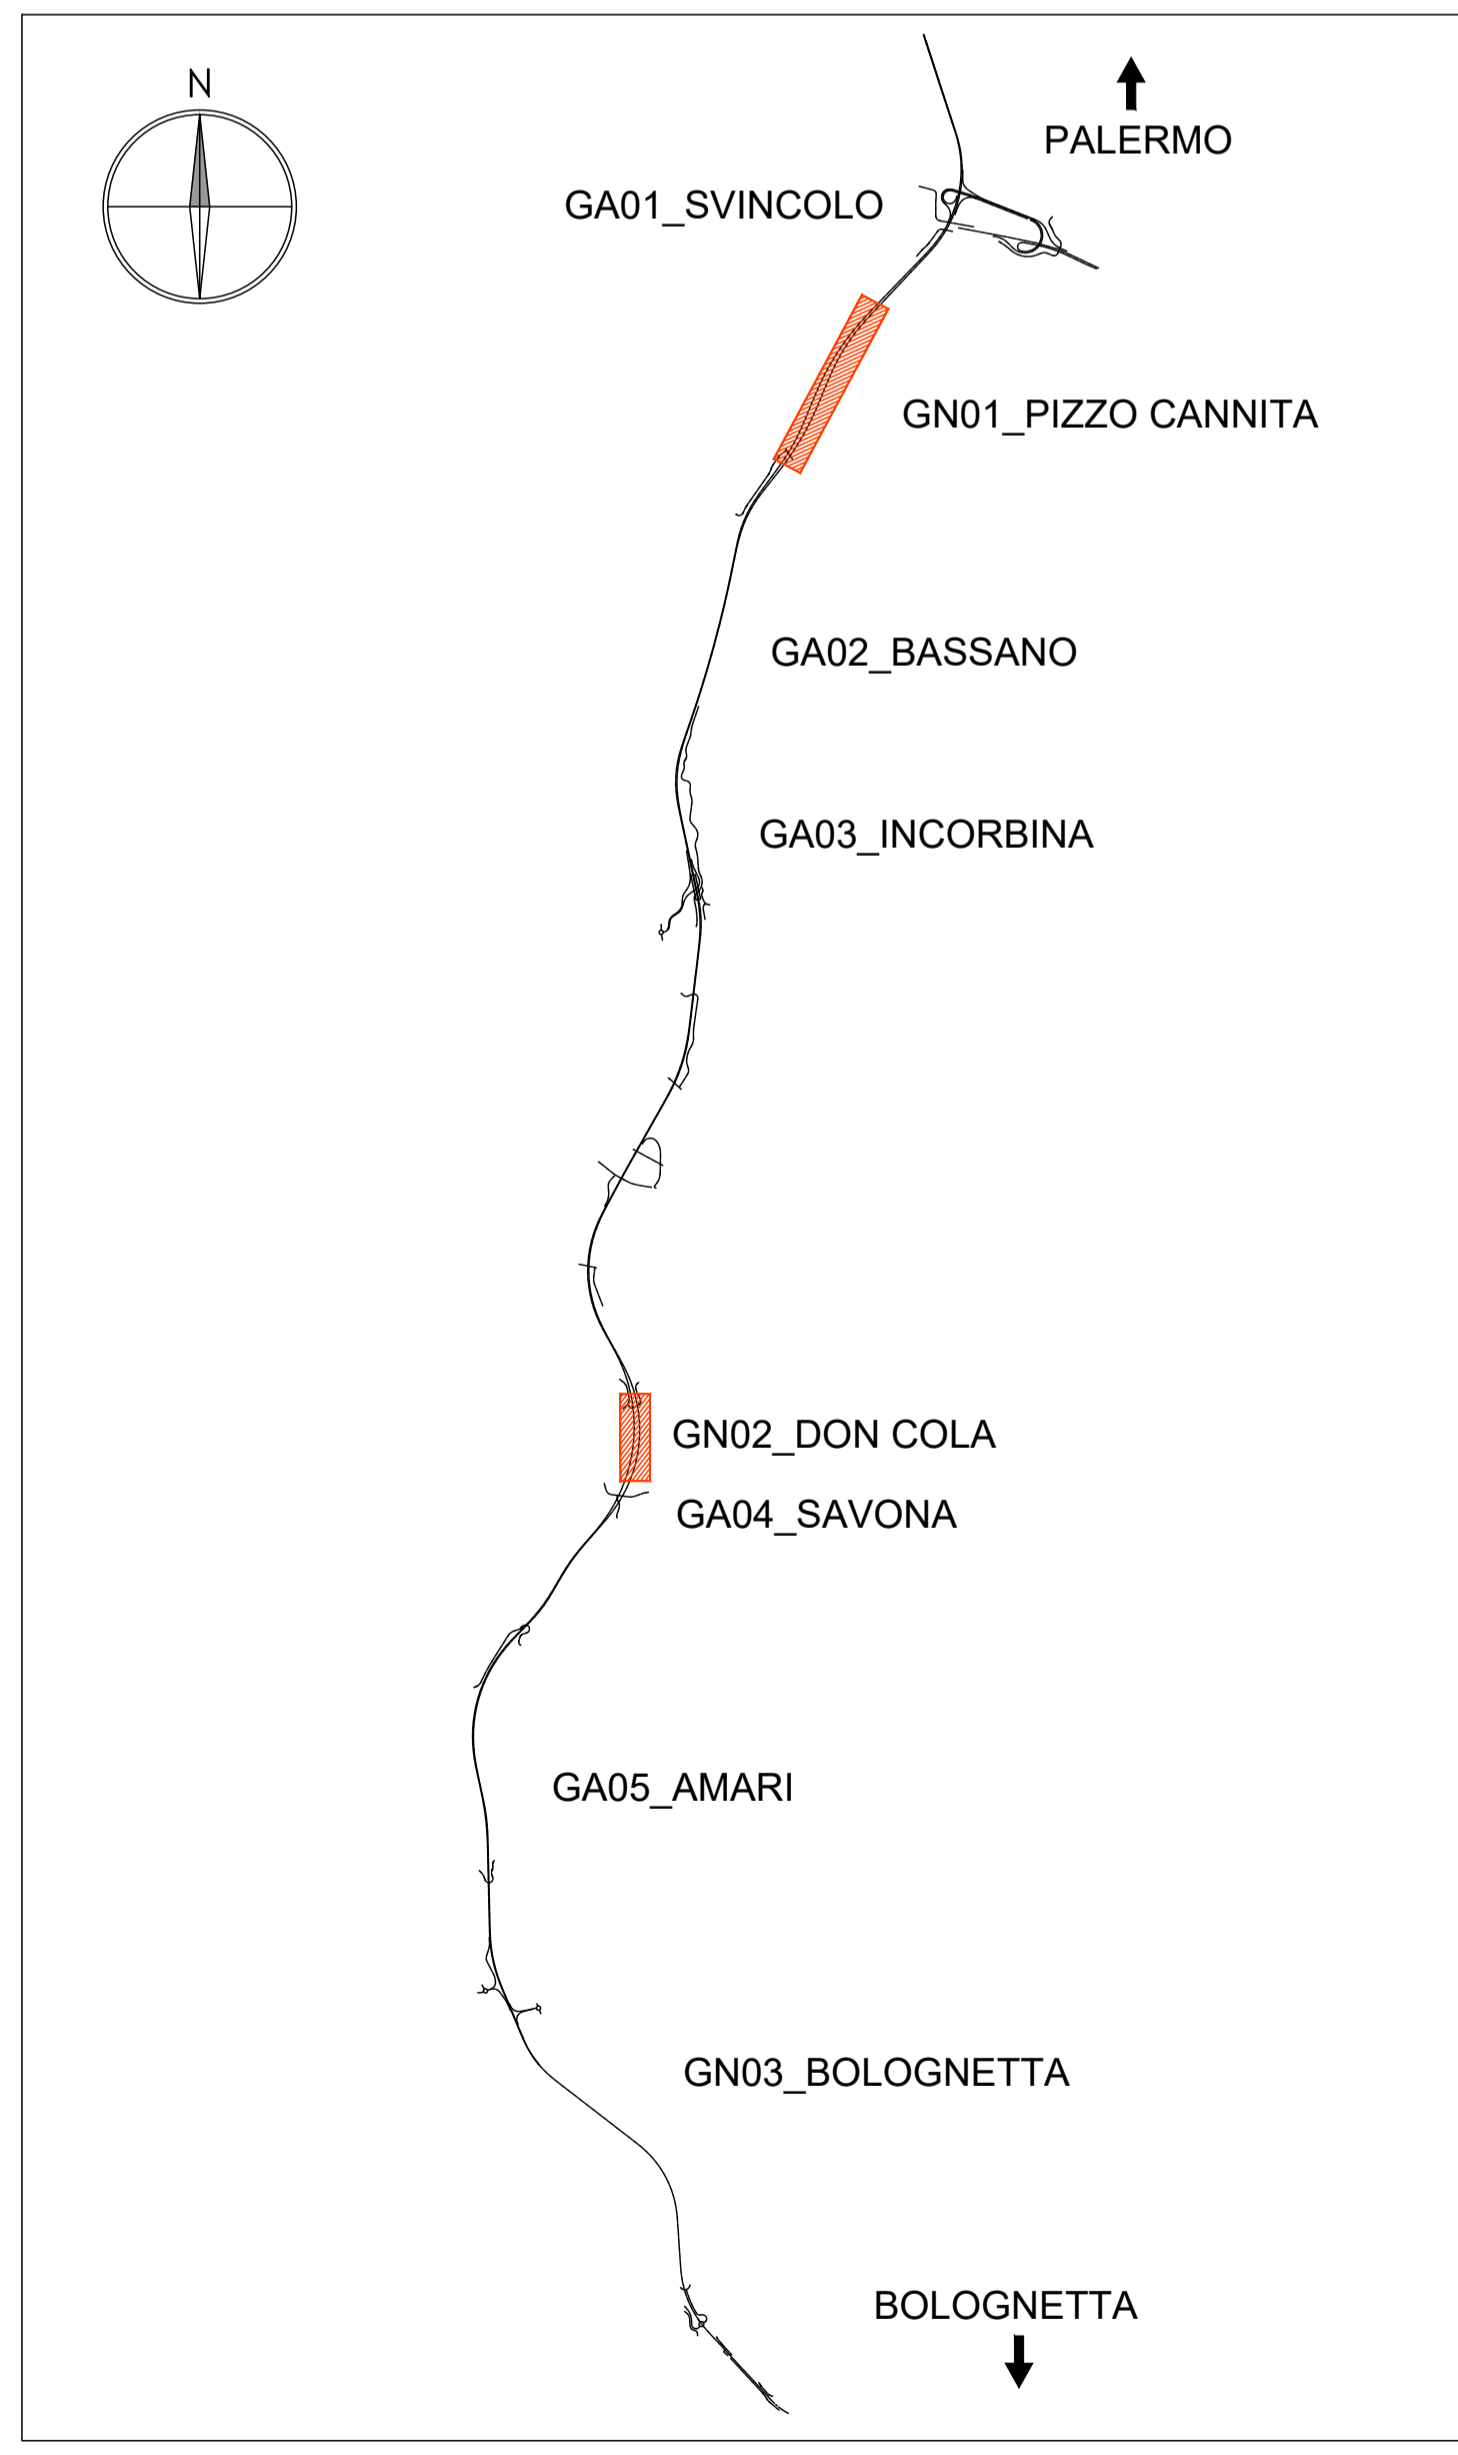 N
PALERMO
GA01_SVINCOLO
GN01_PIZZO CANNITA
GA02_BASSANO
GA03_INCORBINA
GN02_DON COLA
GA04_SAVONA
GA05_AMARI
GN03_BOLOGNETTA
BOLOGNETTA